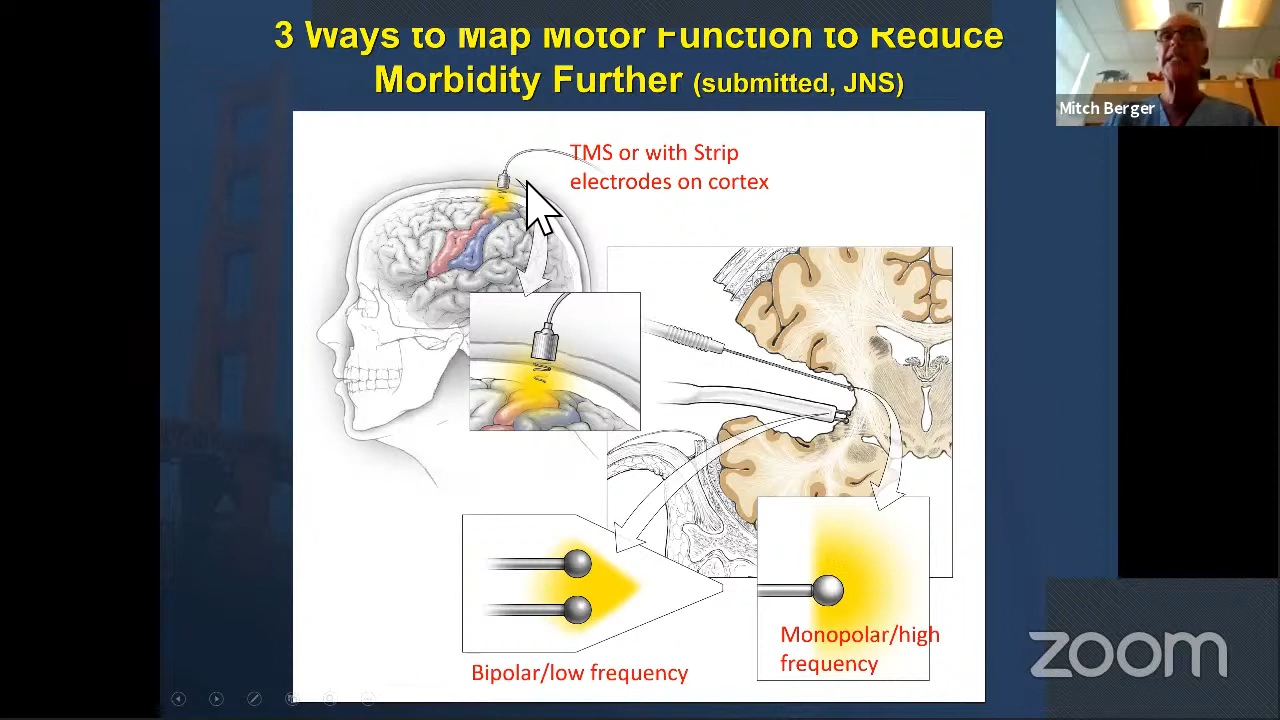 3 Ways to Map Motor Function to Reduce
Morbidity Further (submitted, JNS)
Mitch Berger
TMS or with Strip
electrodes on cortex
Monopolar/high
frequency
Bipolar/low frequency
zoom